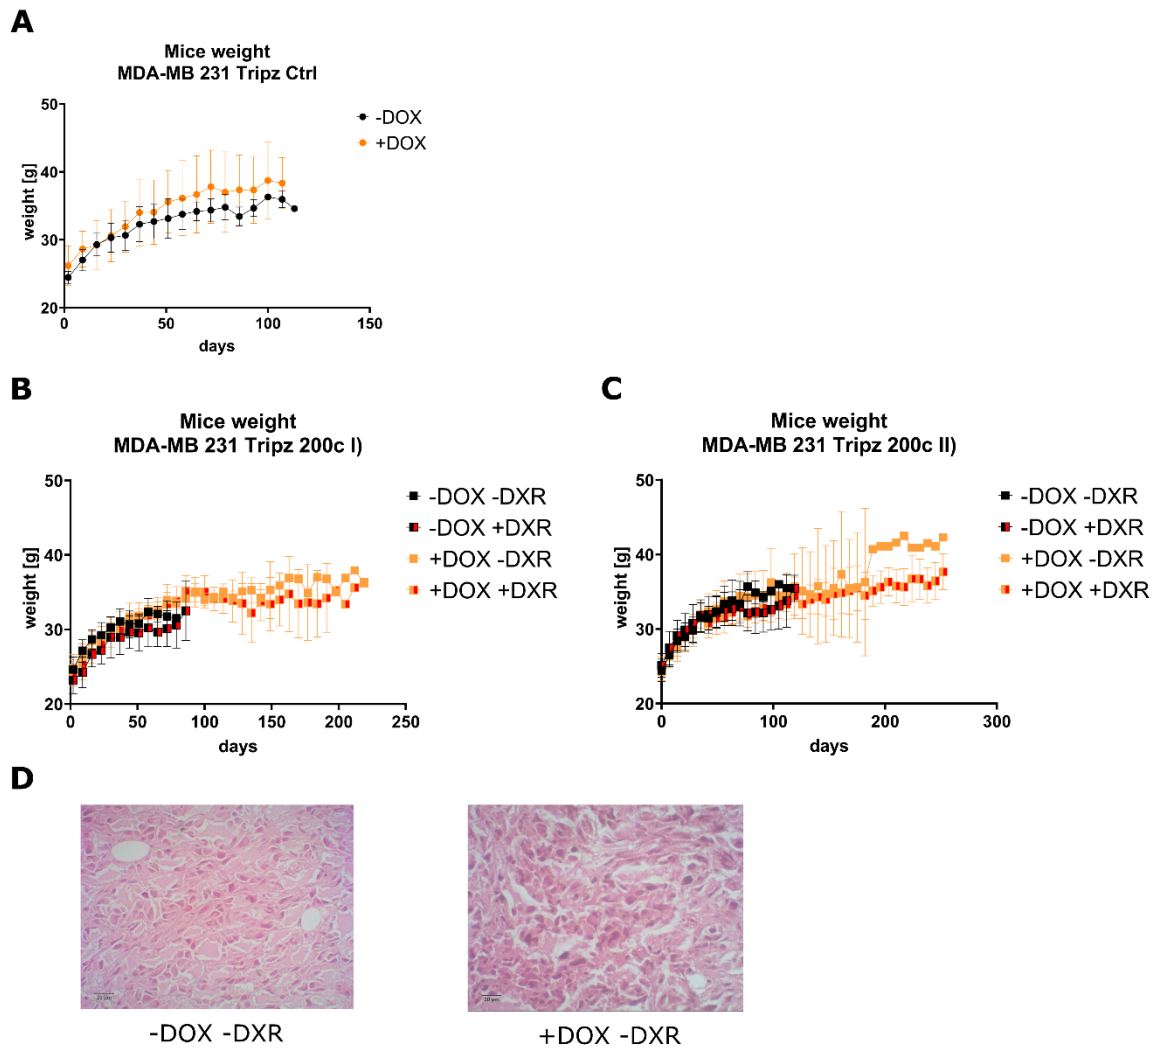 A
Mice weight
MDA-MB 231 Tripz Ctrl
50
40
30
20
weight [g]
0
50
100
150
days
-DOX
+DOX
B
Mice weight
MDA-MB 231 Tripz 200c I)
50
40
30
20
weight [g]
0
50
100
150
200
250
days
-DOX -DXR
-DOX +DXR
+DOX -DXR
+DOX +DXR
C
Mice weight
MDA-MB 231 Tripz 200c II)
50
40
30
20
weight [g]
0
100
200
300
days
-DOX -DXR
-DOX +DXR
+DOX -DXR
+DOX +DXR
D
20 µm
20 µm
-DOX -DXR
+DOX -DXR